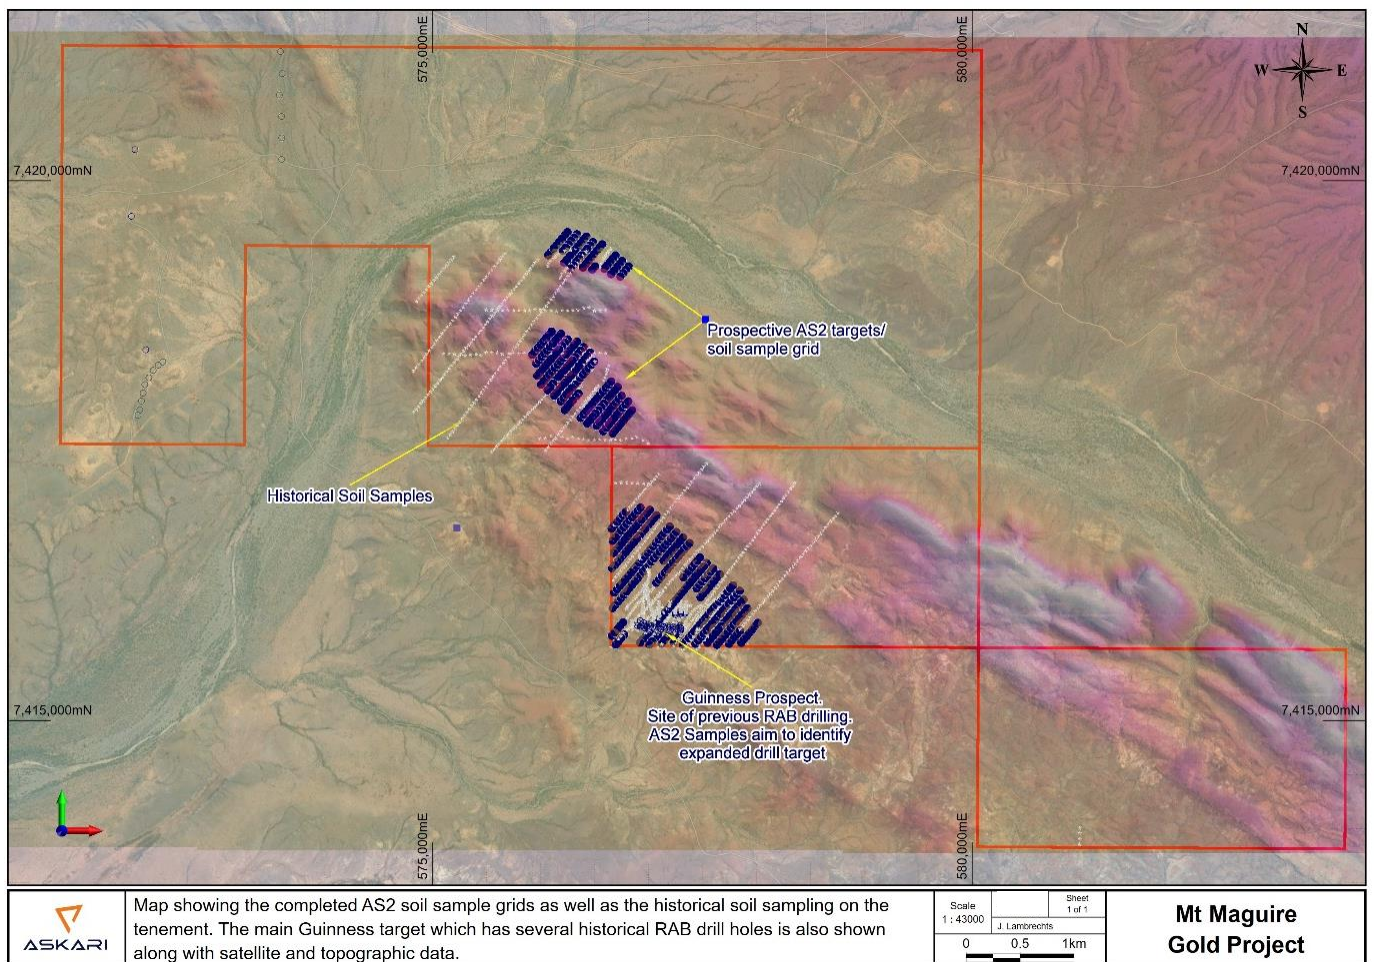 575,000mE
580,000mE
N
W E
S
7,420,000mN
7,420,000mN
Prospective AS2 targets/
soil sample grid
Historical Soil Samples
Guinness Prospect.
Site of previous RAB drilling.
AS2 Samples aim to identify
expanded drill target
7,415,000mN
7,415,000mN
575,000mE
580,000mE
ASKARI
Map showing the completed AS2 soil sample grids as well as the historical soil sampling on the
tenement. The main Guinness target which has several historical RAB drill holes is also shown
along with satellite and topographic data.
Scale
1 : 43000
Sheet
1 of 1
J. Lambrechts
0 0.5 1km
Mt Maguire
Gold Project